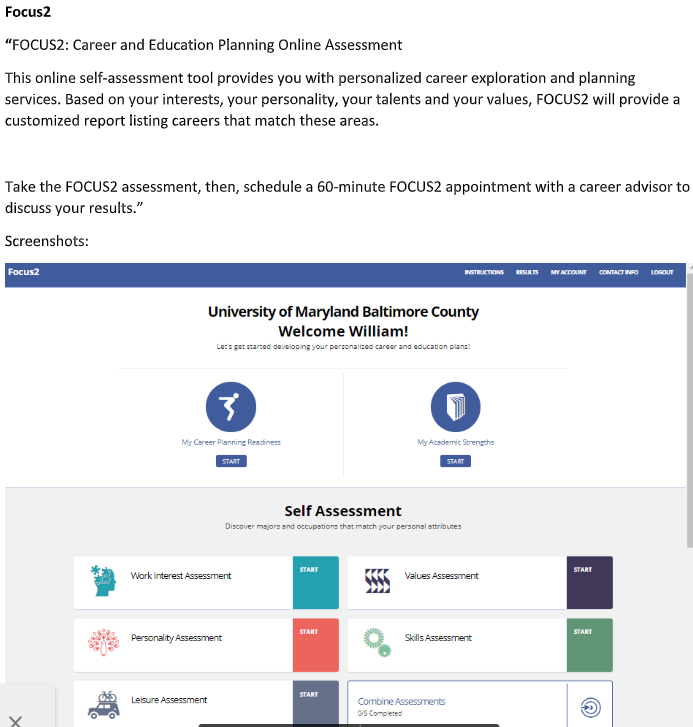 Focus2
“FOCUS2: Career and Education Planning Online Assessment
This online self-assessment tool provides you with personalized career exploration and planning
services. Based on your interests, your personality, your talents and your values, FOCUS2 will provide a
customized report listing careers that match these areas.
Take the FOCUS2 assessment, then, schedule a 60-minute FOCUS2 appointment with a career advisor to
discuss your results.”
Screenshots:
Focus2 INSTRUCTIONS RESULTS MY ACCOUNT CONTACT INFO LOGOUT
University of Maryland Baltimore County
Welcome William!
Let's get started developing your personalized career and education plans!
My Career Planning Readiness
START
My Academic Strengths
START
Self Assessment
Discover majors and occupations that match your personal attributes
Work Interest Assessment START
Values Assessment START
Personality Assessment START
Skills Assessment START
Leisure Assessment START
Combine Assessments
0/5 Completed